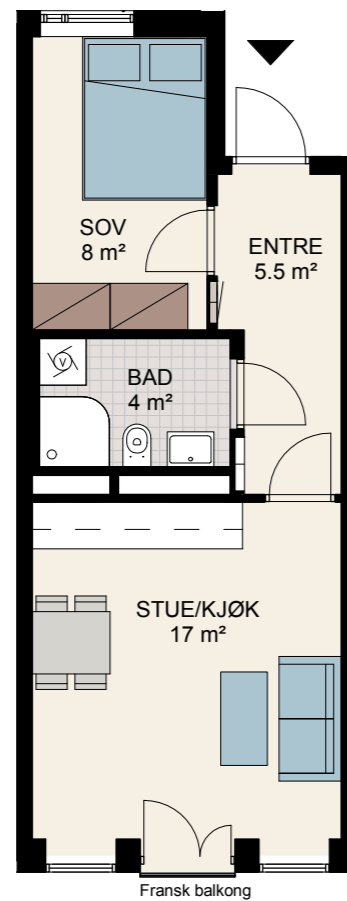 SOV
8 m²
ENTRE
5.5 m²
V
BAD
4 m²
STUE/KJØK
17 m²
Fransk balkong